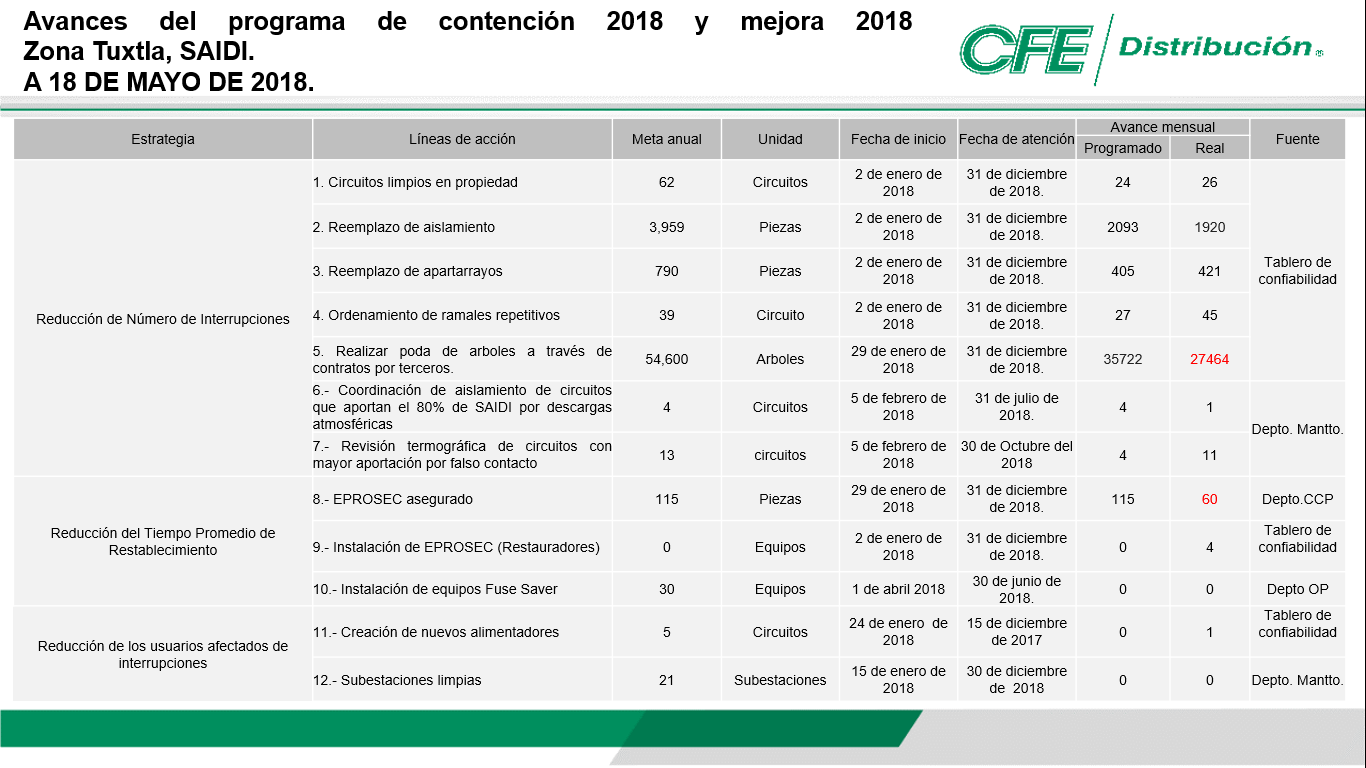 Avances del programa de contención 2018 y mejora 2018
Zona Tuxtla, SAIDI.
A 18 DE MAYO DE 2018.
CFE Distribución
Estrategia Líneas de acción Meta anual Unidad Fecha de inicio Fecha de atención Avance mensual Fuente
Programado Real
Reducción de Número de Interrupciones
1. Circuitos limpios en propiedad 62 Circuitos 2 de enero de 2018 31 de diciembre de 2018. 24 26
Tablero de confiabilidad
2. Reemplazo de aislamiento 3,959 Piezas 2 de enero de 2018 31 de diciembre de 2018. 2093 1920
3. Reemplazo de apartarrayos 790 Piezas 2 de enero de 2018 31 de diciembre de 2018. 405 421
4. Ordenamiento de ramales repetitivos 39 Circuito 2 de enero de 2018 31 de diciembre de 2018. 27 45
5. Realizar poda de arboles a través de contratos por terceros. 54,600 Arboles 29 de enero de 2018 31 de diciembre de 2018. 35722 27464
6.- Coordinación de aislamiento de circuitos que aportan el 80% de SAIDI por descargas atmosféricas 4 Circuitos 5 de febrero de 2018 31 de julio de 2018. 4 1
Depto. Mantto.
7.- Revisión termográfica de circuitos con mayor aportación por falso contacto 13 circuitos 5 de febrero de 2018 30 de Octubre del 2018 4 11
Reducción del Tiempo Promedio de Restablecimiento
8.- EPROSEC asegurado 115 Piezas 29 de enero de 2018 31 de diciembre de 2018. 115 60 Depto.CCP
9.- Instalación de EPROSEC (Restauradores) 0 Equipos 2 de enero de 2018 31 de diciembre de 2018. 0 4 Tablero de confiabilidad
10.- Instalación de equipos Fuse Saver 30 Equipos 1 de abril 2018 30 de junio de 2018. 0 0 Depto OP
Reducción de los usuarios afectados de interrupciones
11.- Creación de nuevos alimentadores 5 Circuitos 24 de enero de 2018 15 de diciembre de 2017 0 1 Tablero de confiabilidad
12.- Subestaciones limpias 21 Subestaciones 15 de enero de 2018 30 de diciembre de 2018 0 0 Depto. Mantto.